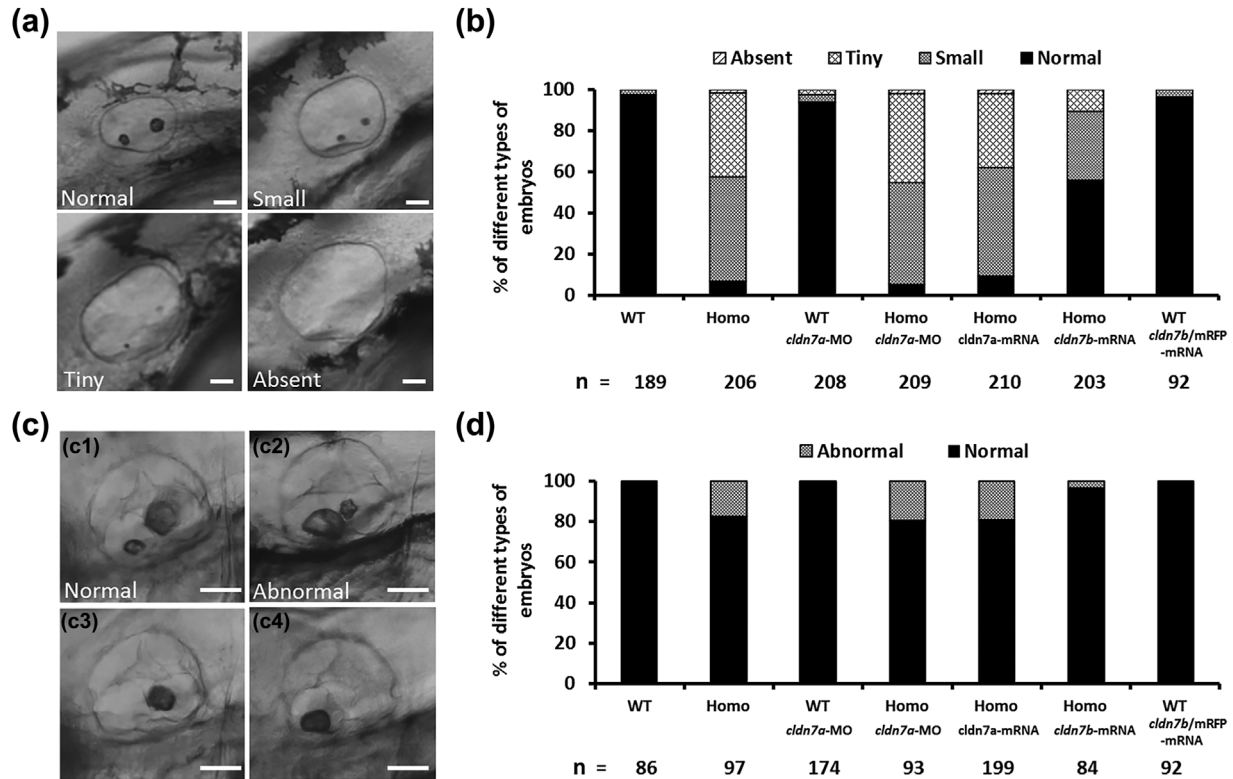 (a)
Normal
Small
Tiny
Absent
(b)
Absent Tiny Small Normal
% of different types of
embryos
100
80
60
40
20
0
WT Homo WT Homo Homo Homo WT
cldn7a-MO cldn7a-MO cldn7a-mRNA cldn7b-mRNA cldn7b/mRFP
-mRNA
n = 189 206 208 209 210 203 92
(c)
(c1)
Normal
(c2)
Abnormal
(c3)
(c4)
(d)
Abnormal Normal
% of different types of
embryos
100
80
60
40
20
0
WT Homo WT Homo Homo Homo WT
cldn7a-MO cldn7a-MO cldn7a-mRNA cldn7b-mRNA cldn7b/mRFP
-mRNA
n = 86 97 174 93 199 84 92